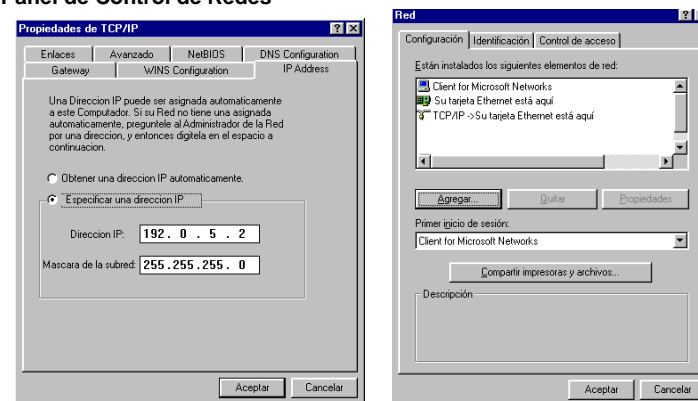 Panel de Control de Redes
Propiedades de TCP/IP
Enlaces Avanzado NetBIOS DNS Configuration
Gateway WINS Configuration IP Address
Una Direccion IP puede ser asignada automaticamente
a este Computador. Si su Red no tiene una asignada
automaticamente, preguntele al Administrador de la Red
por una direccion, y entonces digitela en el espacio a
continuacion.
Obtener una direccion IP automaticamente.
Especificar una direccion IP
Direccion IP: 192. 0 . 5 . 2
Mascara de la subred: 255.255.255. 0
Aceptar Cancelar
Red
Configuración Identificación Control de acceso
Están instalados los siguientes elementos de red:
Client for Microsoft Networks
Su tarjeta Ethernet está aquí
TCP/IP ->Su tarjeta Ethernet está aquí
Agregar... Quitar Propiedades
Primer inicio de sesión:
Client for Microsoft Networks
Compartir impresoras y archivos...
Descripción
Aceptar Cancelar